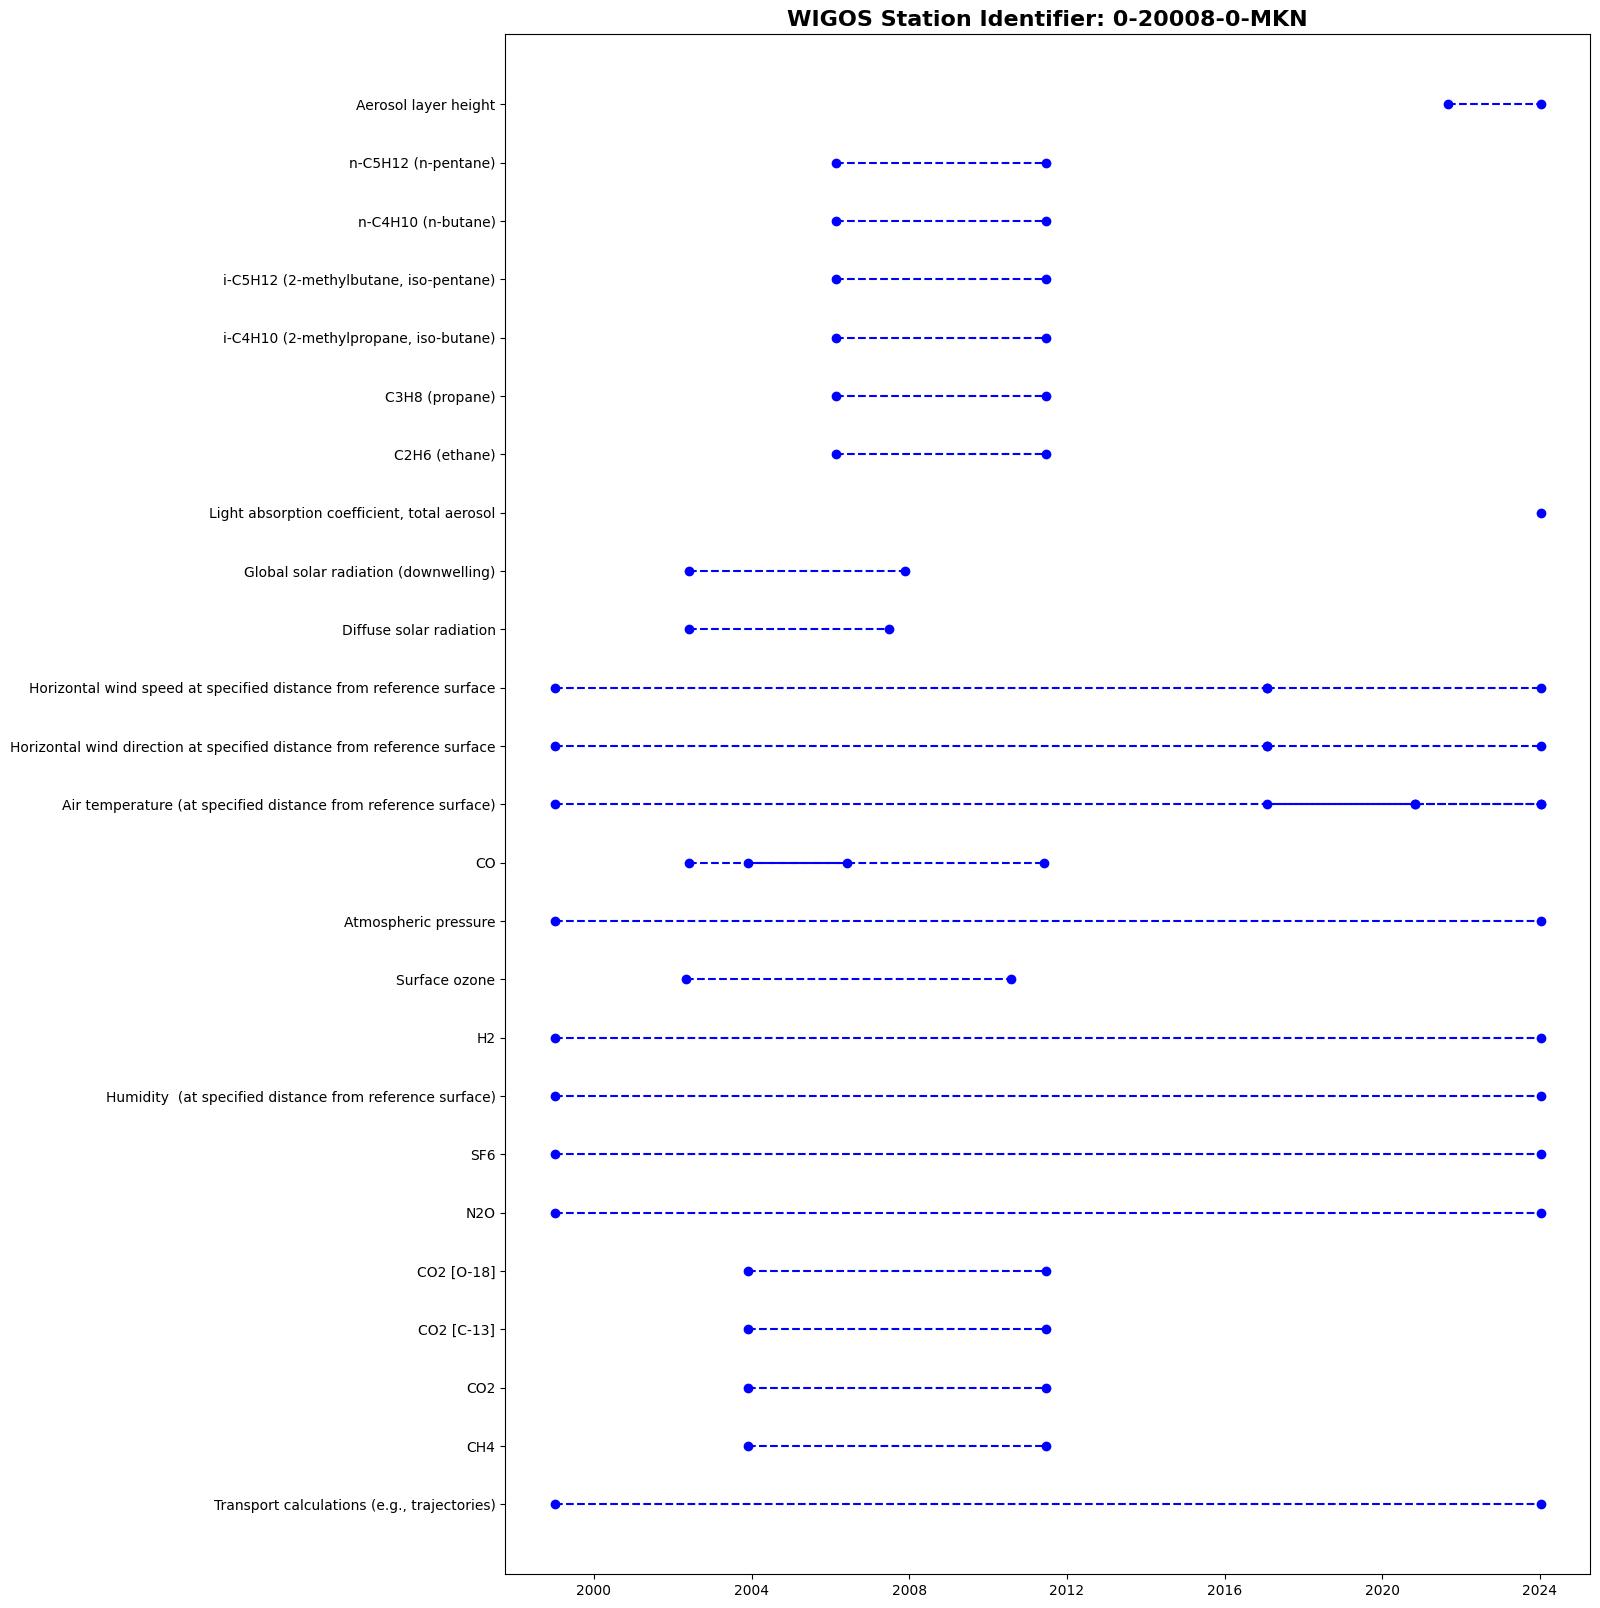 WIGOS Station Identifier: 0-20008-0-MKN
Aerosol layer height
n-C5H12 (n-pentane)
n-C4H10 (n-butane)
i-C5H12 (2-methylbutane, iso-pentane)
i-C4H10 (2-methylpropane, iso-butane)
C3H8 (propane)
C2H6 (ethane)
Light absorption coefficient, total aerosol
Global solar radiation (downwelling)
Diffuse solar radiation
Horizontal wind speed at specified distance from reference surface
Horizontal wind direction at specified distance from reference surface
Air temperature (at specified distance from reference surface)
CO
Atmospheric pressure
Surface ozone
H2
Humidity  (at specified distance from reference surface)
SF6
N2O
CO2 [O-18]
CO2 [C-13]
CO2
CH4
Transport calculations (e.g., trajectories)
2000 2004 2008 2012 2016 2020 2024